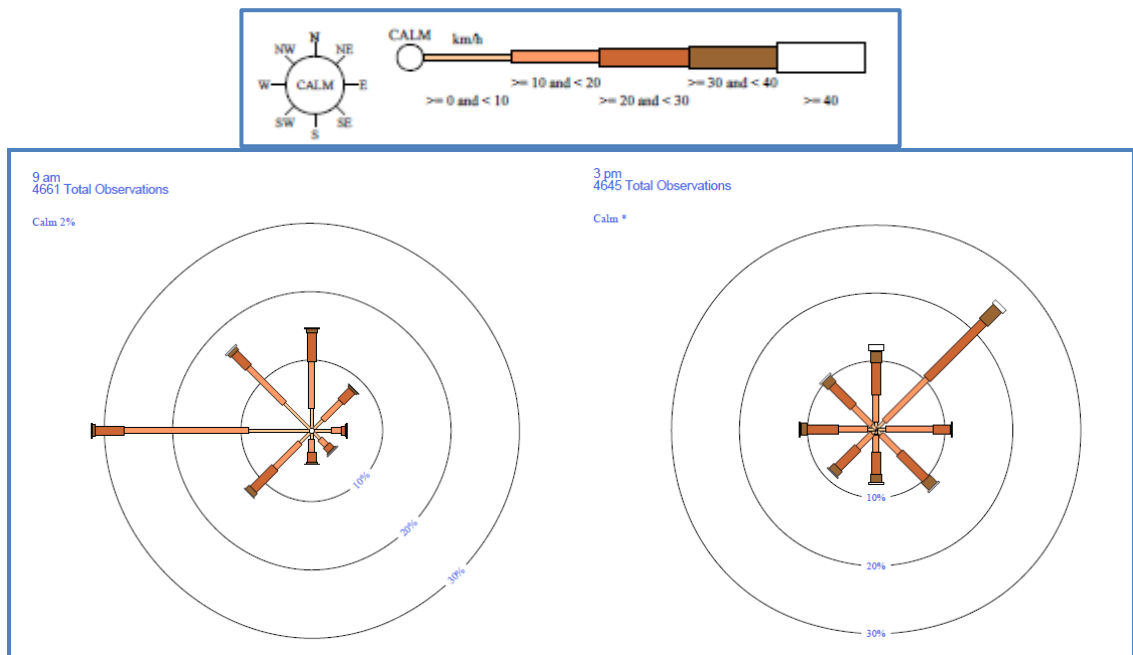 N
NW NE
W CALM E
SW SE
S
CALM km/h
>= 10 and < 20 >= 30 and < 40
>= 0 and < 10 >= 20 and < 30 >= 40
9 am
4661 Total Observations
Calm 2%
10%
20%
30%
3 pm
4645 Total Observations
Calm *
10%
20%
30%